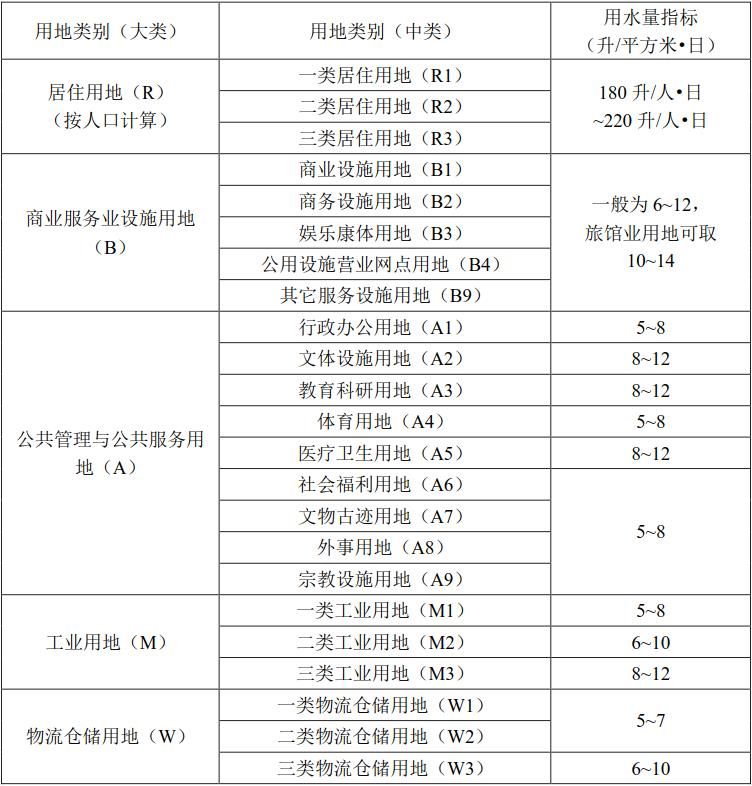 用地类别（大类）
用地类别（中类）
用水量指标
（升/平方米•日）
居住用地（R）
（按人口计算）
一类居住用地（R1）
二类居住用地（R2）
三类居住用地（R3）
180 升/人•日
~220 升/人•日
商业服务业设施用地
（B）
商业设施用地（B1）
商务设施用地（B2）
娱乐康体用地（B3）
公用设施营业网点用地（B4）
其它服务设施用地（B9）
一般为 6~12，
旅馆业用地可取
10~14
公共管理与公共服务用
地（A）
行政办公用地（A1）
5~8
文体设施用地（A2）
8~12
教育科研用地（A3）
8~12
体育用地（A4）
5~8
医疗卫生用地（A5）
8~12
社会福利用地（A6）
文物古迹用地（A7）
外事用地（A8）
宗教设施用地（A9）
5~8
工业用地（M）
一类工业用地（M1）
5~8
二类工业用地（M2）
6~10
三类工业用地（M3）
8~12
物流仓储用地（W）
一类物流仓储用地（W1）
二类物流仓储用地（W2）
5~7
三类物流仓储用地（W3）
6~10